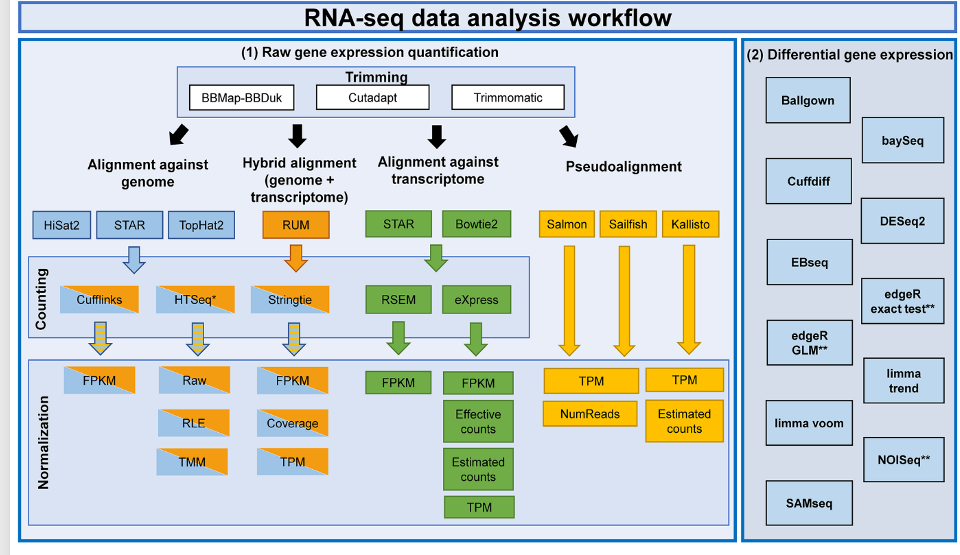 RNA-seq data analysis workflow
(1) Raw gene expression quantification
Trimming
BBMap-BBDuk
Cutadapt
Trimmomatic
Alignment against
genome
Hybrid alignment
(genome +
transcriptome)
Alignment against
transcriptome
Pseudoalignment
HiSat2
STAR
TopHat2
RUM
STAR
Bowtie2
Salmon
Sailfish
Kallisto
Counting
Cufflinks
HTSeq*
Stringtie
RSEM
eXpress
Normalization
FPKM
Raw
RLE
TMM
FPKM
Coverage
TPM
FPKM
FPKM
Effective
counts
Estimated
counts
TPM
TPM
NumReads
TPM
Estimated
counts
(2) Differential gene expression
Ballgown
baySeq
Cuffdiff
DESeq2
EBseq
edgeR
exact test**
edgeR
GLM**
limma
trend
limma voom
NOISeq**
SAMseq